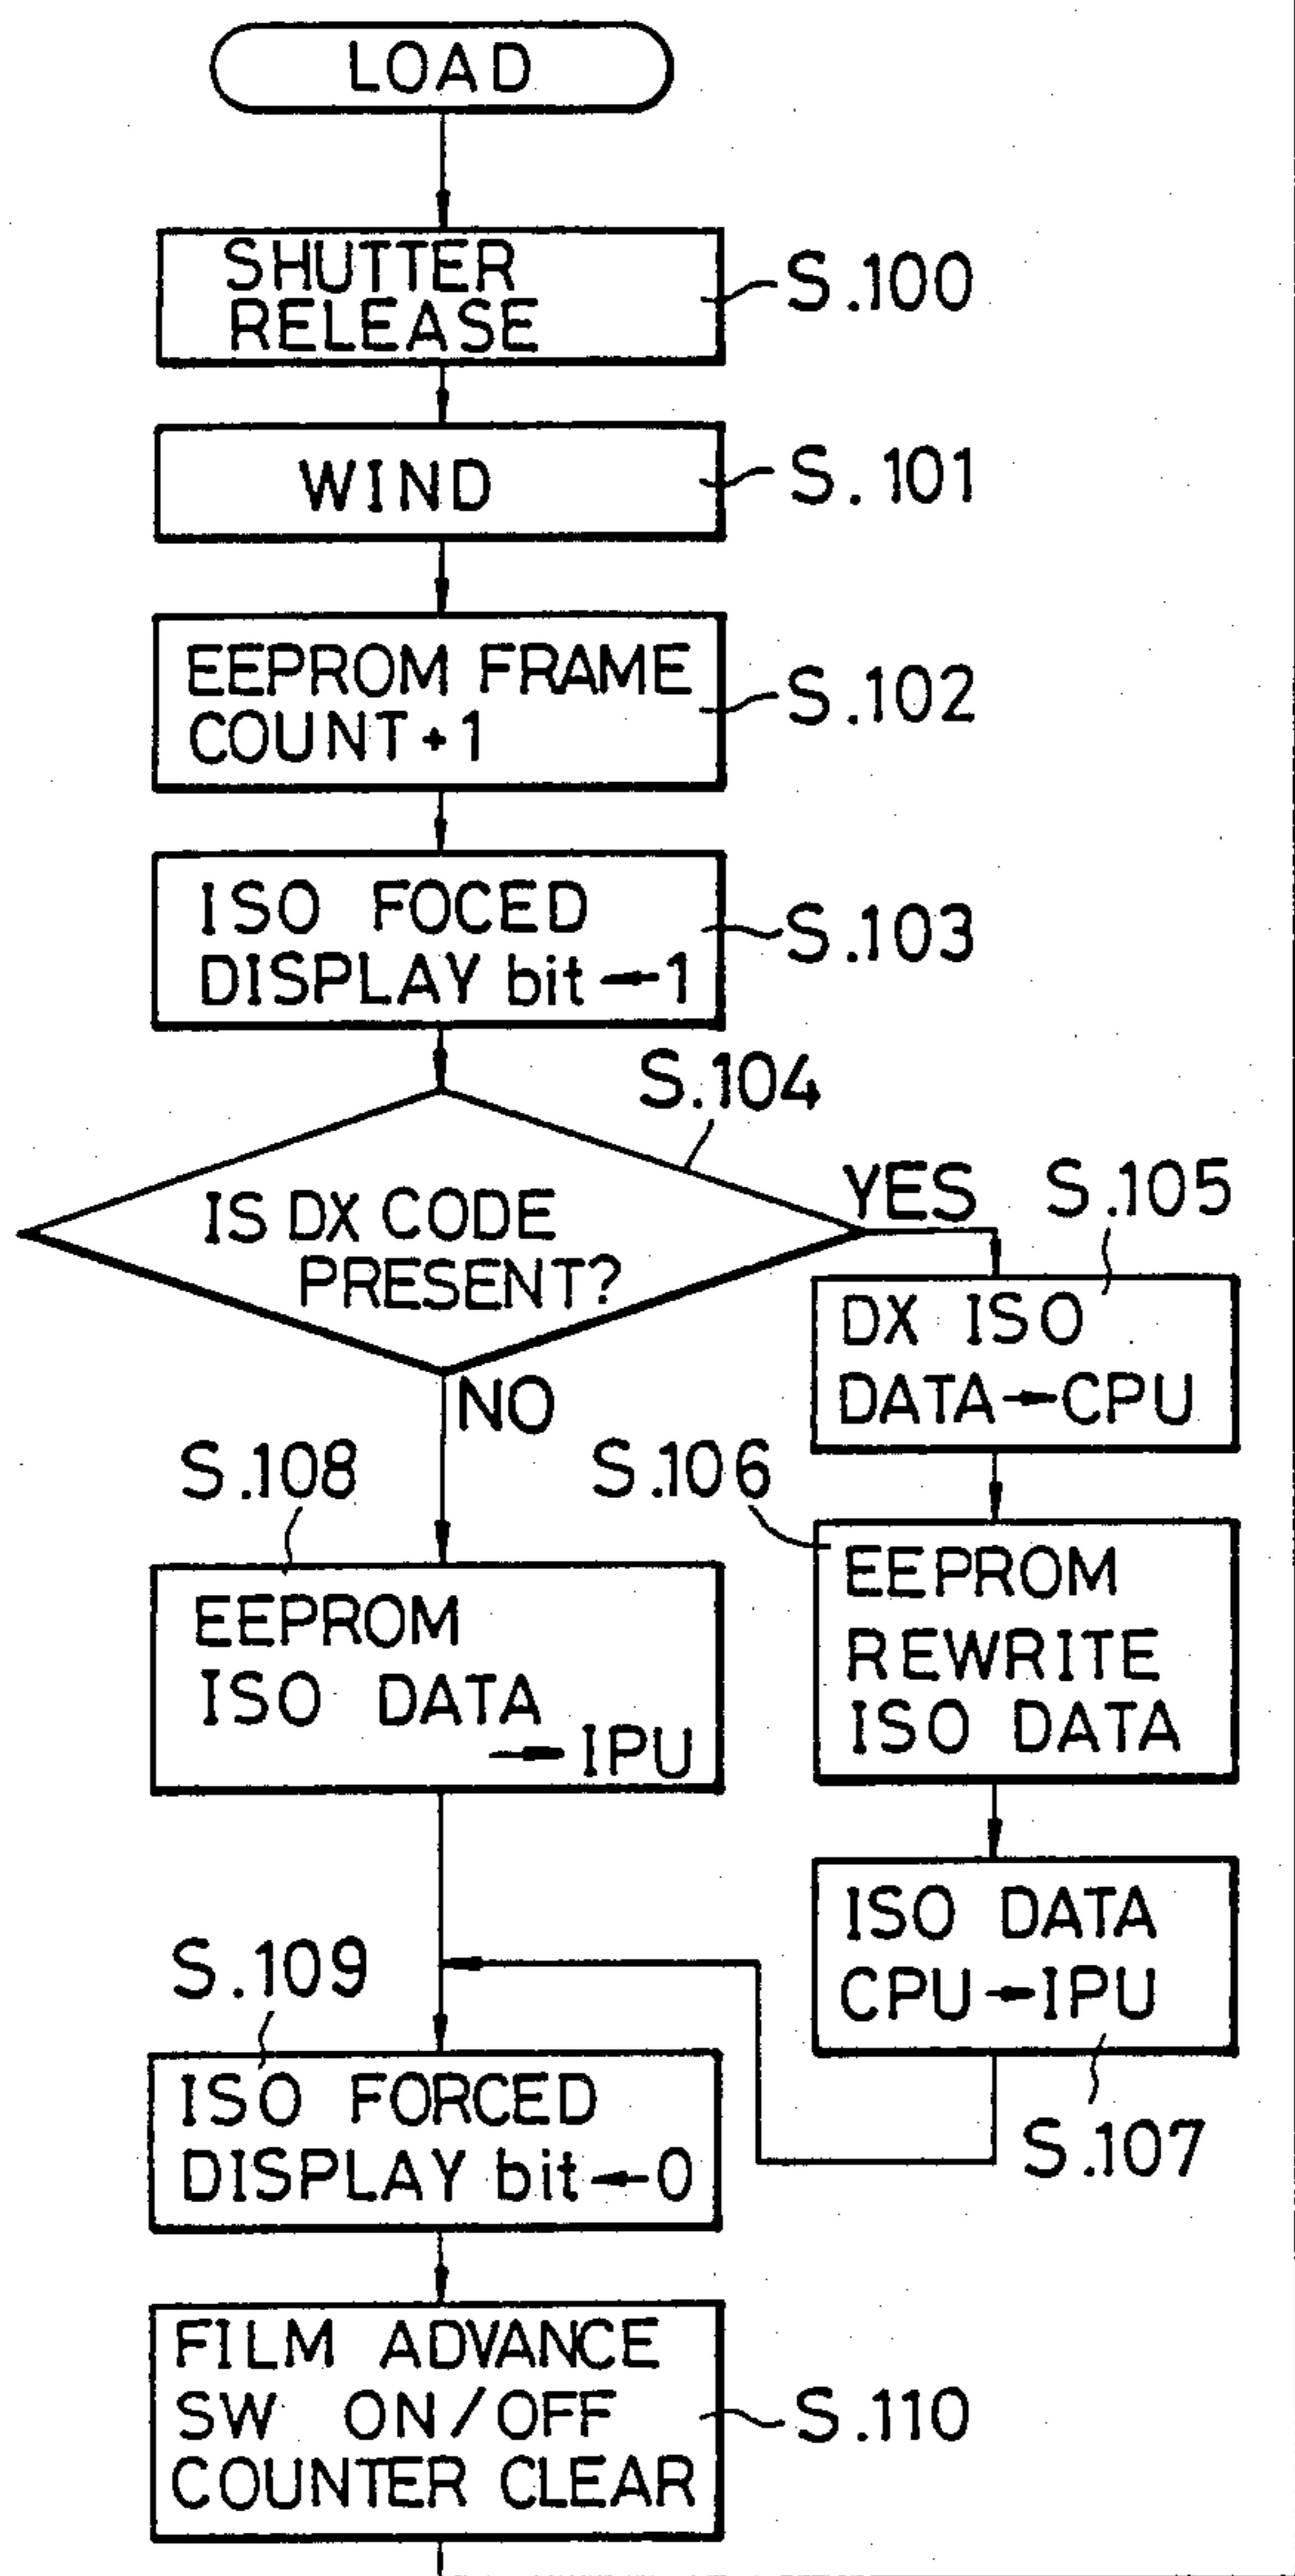 LOAD
SHUTTER
RELEASE
S.100
WIND
S.101
EEPROM FRAME
COUNT+1
S.102
ISO FOCED
DISPLAY bit←1
S.103
S.104
IS DX CODE
PRESENT?
YES
NO
S.105
DX ISO
DATA→CPU
S.106
EEPROM
REWRITE
ISO DATA
ISO DATA
CPU→IPU
S.107
S.108
EEPROM
ISO DATA
→IPU
S.109
ISO FORCED
DISPLAY bit←0
FILM ADVANCE
SW ON/OFF
COUNTER CLEAR
S.110